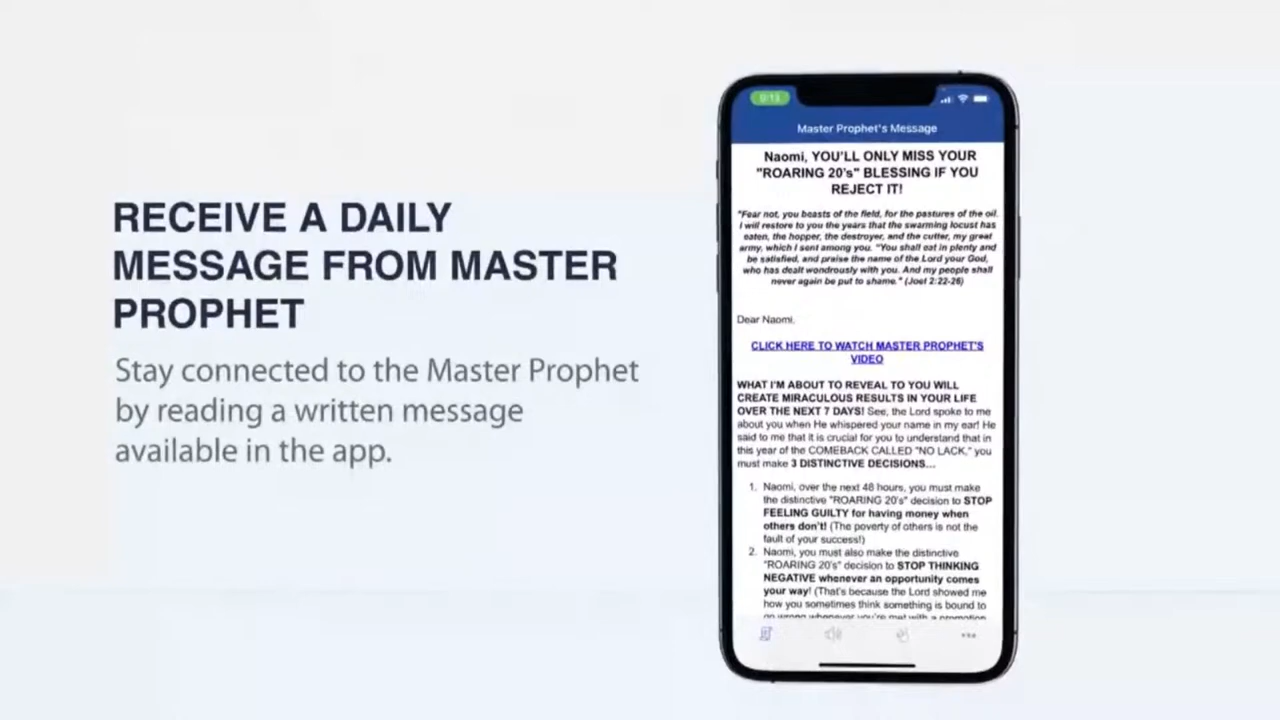 RECEIVE A DAILY
MESSAGE FROM MASTER
PROPHET
Stay connected to the Master Prophet
by reading a written message
available in the app.
9:13
Master Prophet's Message
Naomi, YOU'LL ONLY MISS YOUR
"ROARING 20's" BLESSING IF YOU
REJECT IT!
"Fear not, you beasts of the field, for the pastures of the oil.
I will restore to you the years that the swarming locust has
eaten, the hopper, the destroyer, and the cutter, my great
army, which I sent among you. "You shall eat in plenty and
be satisfied, and praise the name of the Lord your God,
who has dealt wondrously with you. And my people shall
never again be put to shame." (Joel 2:22-26)
Dear Naomi,
CLICK HERE TO WATCH MASTER PROPHET'S
VIDEO
WHAT I'M ABOUT TO REVEAL TO YOU WILL
CREATE MIRACULOUS RESULTS IN YOUR LIFE
OVER THE NEXT 7 DAYS! See, the Lord spoke to me
about you when He whispered your name in my ear! He
said to me that it is crucial for you to understand that in
this year of the COMEBACK CALLED "NO LACK," you
must make 3 DISTINCTIVE DECISIONS...
1. Naomi, over the next 48 hours, you must make
the distinctive "ROARING 20's" decision to STOP
FEELING GUILTY for having money when
others don't! (The poverty of others is not the
fault of your success!)
2. Naomi, you must also make the distinctive
"ROARING 20's" decision to STOP THINKING
NEGATIVE whenever an opportunity comes
your way! (That's because the Lord showed me
how you sometimes think something is bound to
go wrong whenever you're met with a promotion